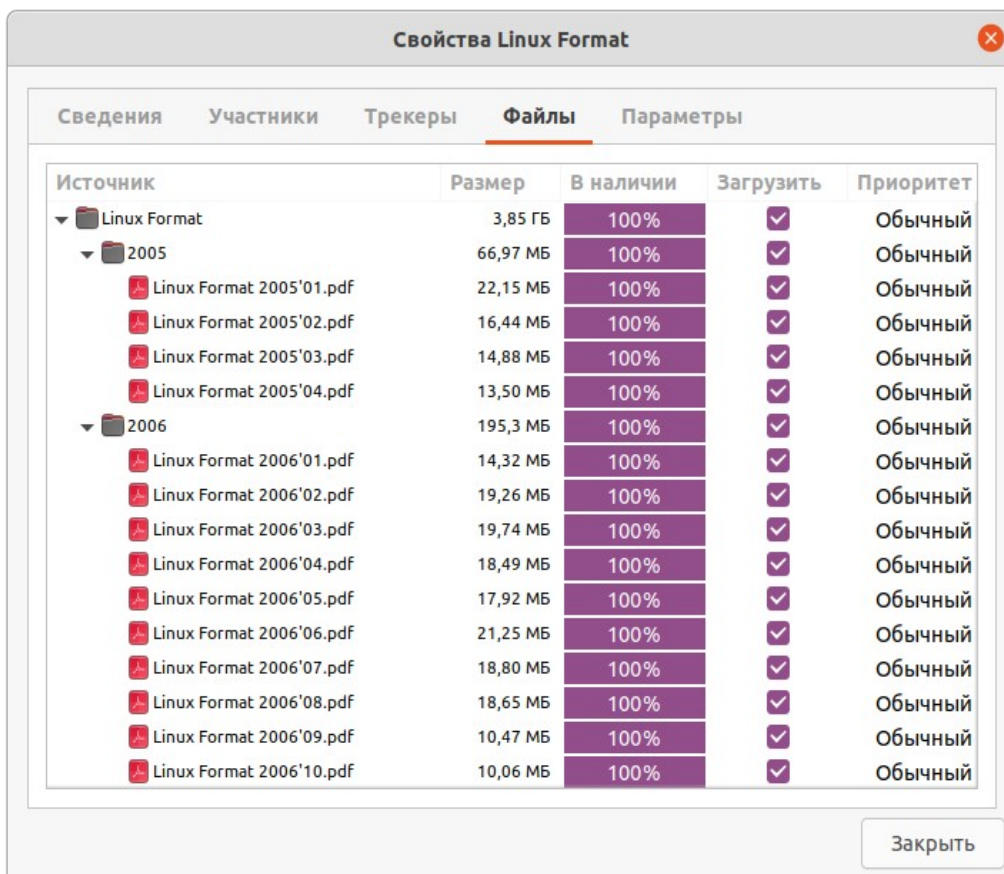 Свойства Linux Format
Сведения Участники Трекеры Файлы Параметры
Источник Размер В наличии Загрузить Приоритет
Linux Format 3,85 ГБ 100% Обычный
2005 66,97 МБ 100% Обычный
Linux Format 2005'01.pdf 22,15 МБ 100% Обычный
Linux Format 2005'02.pdf 16,44 МБ 100% Обычный
Linux Format 2005'03.pdf 14,88 МБ 100% Обычный
Linux Format 2005'04.pdf 13,50 МБ 100% Обычный
2006 195,3 МБ 100% Обычный
Linux Format 2006'01.pdf 14,32 МБ 100% Обычный
Linux Format 2006'02.pdf 19,26 МБ 100% Обычный
Linux Format 2006'03.pdf 19,74 МБ 100% Обычный
Linux Format 2006'04.pdf 18,49 МБ 100% Обычный
Linux Format 2006'05.pdf 17,92 МБ 100% Обычный
Linux Format 2006'06.pdf 21,25 МБ 100% Обычный
Linux Format 2006'07.pdf 18,80 МБ 100% Обычный
Linux Format 2006'08.pdf 18,65 МБ 100% Обычный
Linux Format 2006'09.pdf 10,47 МБ 100% Обычный
Linux Format 2006'10.pdf 10,06 МБ 100% Обычный
Закрыть